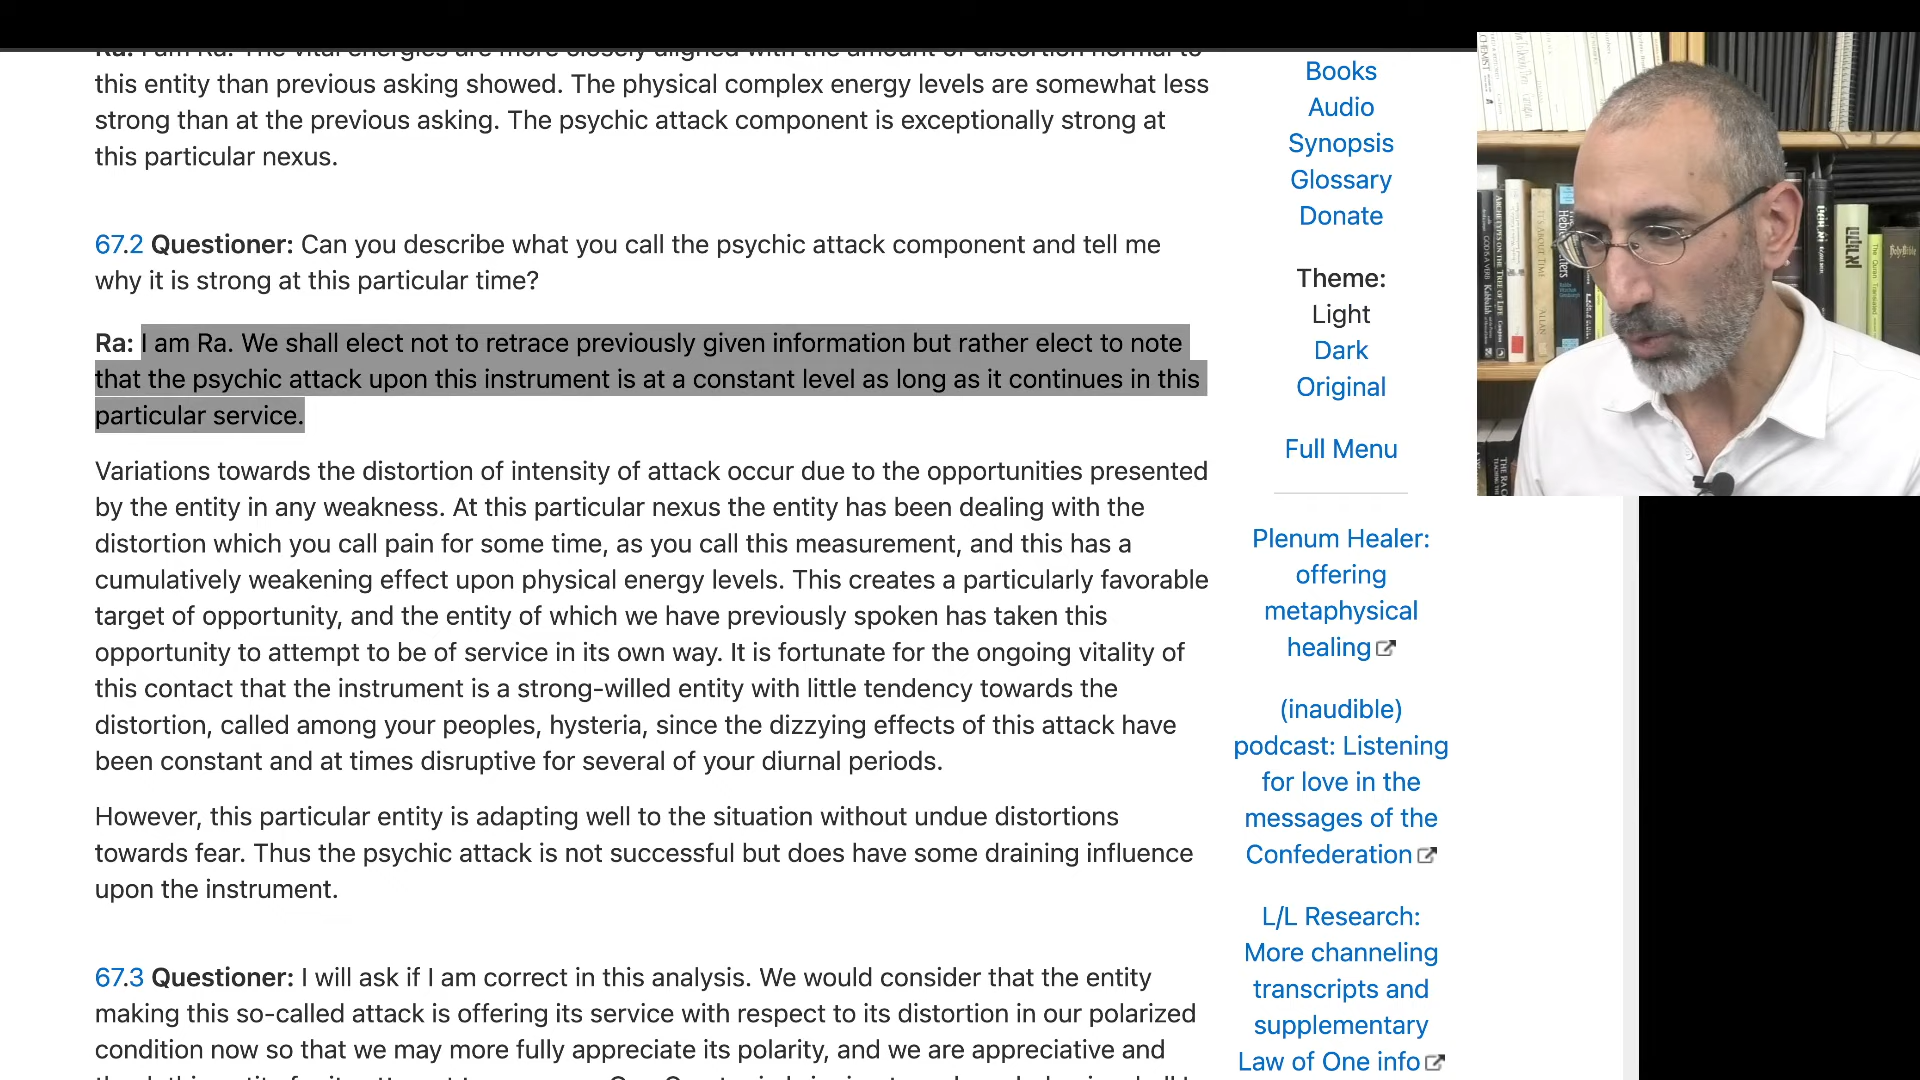 this entity than previous asking showed. The physical complex energy levels are somewhat less
strong than at the previous asking. The psychic attack component is exceptionally strong at
this particular nexus.
67.2 Questioner: Can you describe what you call the psychic attack component and tell me
why it is strong at this particular time?
Ra: I am Ra. We shall elect not to retrace previously given information but rather elect to note
that the psychic attack upon this instrument is at a constant level as long as it continues in this
particular service.
Variations towards the distortion of intensity of attack occur due to the opportunities presented
by the entity in any weakness. At this particular nexus the entity has been dealing with the
distortion which you call pain for some time, as you call this measurement, and this has a
cumulatively weakening effect upon physical energy levels. This creates a particularly favorable
target of opportunity, and the entity of which we have previously spoken has taken this
opportunity to attempt to be of service in its own way. It is fortunate for the ongoing vitality of
this contact that the instrument is a strong-willed entity with little tendency towards the
distortion, called among your peoples, hysteria, since the dizzying effects of this attack have
been constant and at times disruptive for several of your diurnal periods.
However, this particular entity is adapting well to the situation without undue distortions
towards fear. Thus the psychic attack is not successful but does have some draining influence
upon the instrument.
67.3 Questioner: I will ask if I am correct in this analysis. We would consider that the entity
making this so-called attack is offering its service with respect to its distortion in our polarized
condition now so that we may more fully appreciate its polarity, and we are appreciative and
Books
Audio
Synopsis
Glossary
Donate
Theme:
Light
Dark
Original
Full Menu
Plenum Healer:
offering
metaphysical
healing
(inaudible)
podcast: Listening
for love in the
messages of the
Confederation
L/L Research:
More channeling
transcripts and
supplementary
Law of One info
IT'S ABOUT TIME
ALLAN
Holy Bible